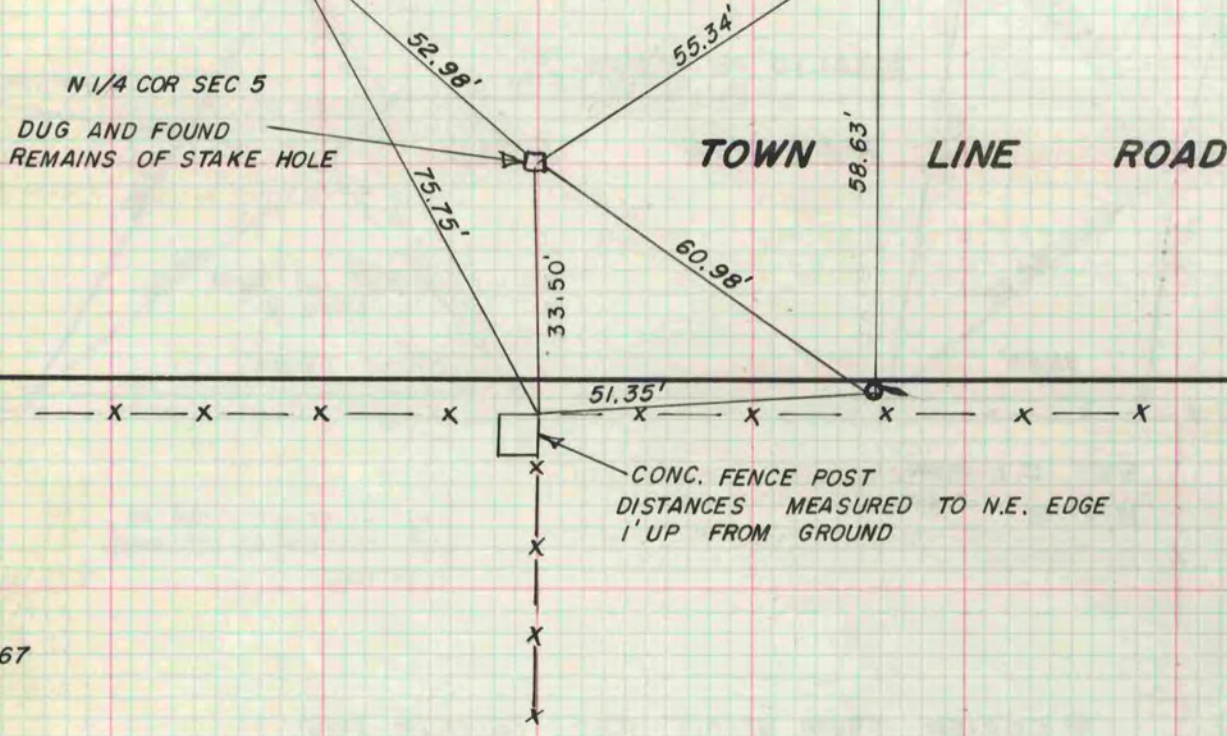 52.98'
55.34'
N 1/4 COR SEC 5
DUG AND FOUND
REMAINS OF STAKE HOLE
TOWN LINE ROAD
58.63'
75.75'
60.98'
33.50'
51.35'
X X X X X X X X X
CONC. FENCE POST
DISTANCES MEASURED TO N.E. EDGE
1' UP FROM GROUND
X
X
X
X
67